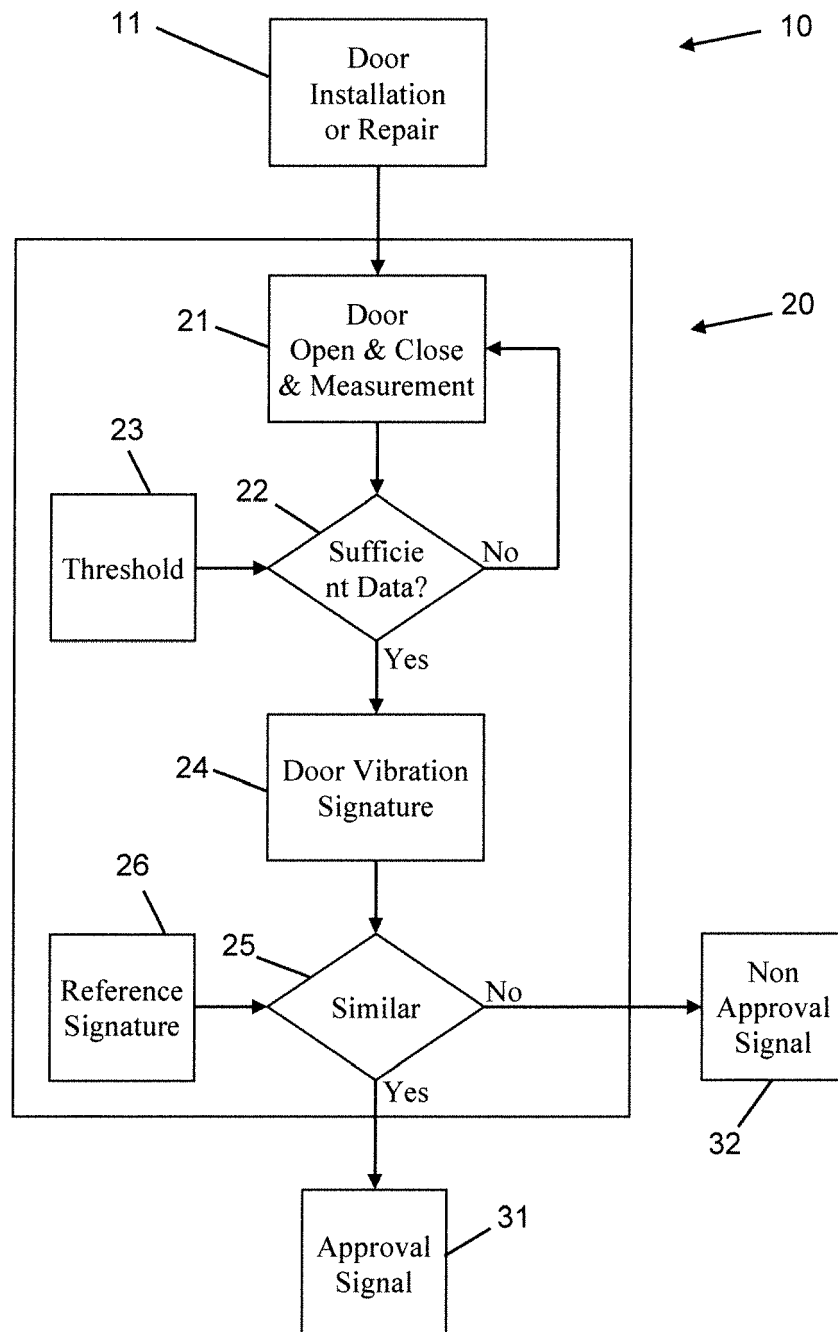 11
10
Door
Installation
or Repair
20
21
Door
Open & Close
& Measurement
23
22
Threshold
Sufficie
nt Data?
No
Yes
24
Door Vibration
Signature
26
25
Reference
Signature
Similar
No
Non
Approval
Signal
Yes
32
31
Approval
Signal